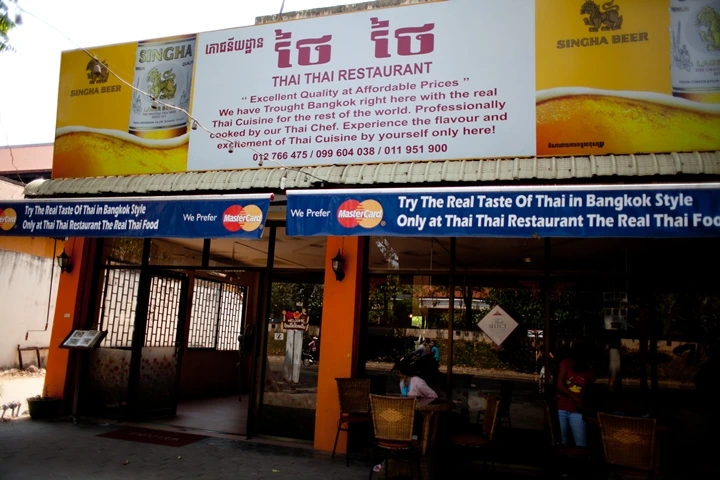 SINGHA BEER
SINGHA
ភោជនីយដ្ឋាន ថៃ ថៃ
THAI THAI RESTAURANT
" Excellent Quality at Affordable Prices "
We have Trought Bangkok right here with the real
Thai Cuisine for the rest of the world. Professionally
cooked by our Thai Chef. Experience the flavour and
excitement of Thai Cuisine by yourself only here!
012 766 475 / 099 604 038 / 011 951 900
SINGHA BEER
Try The Real Taste Of Thai in Bangkok Style
Only at Thai Thai Restaurant The Real Thai Food
We Prefer MasterCard
We Prefer MasterCard
Try The Real Taste Of Thai in Bangkok Style
Only at Thai Thai Restaurant The Real Thai Foo